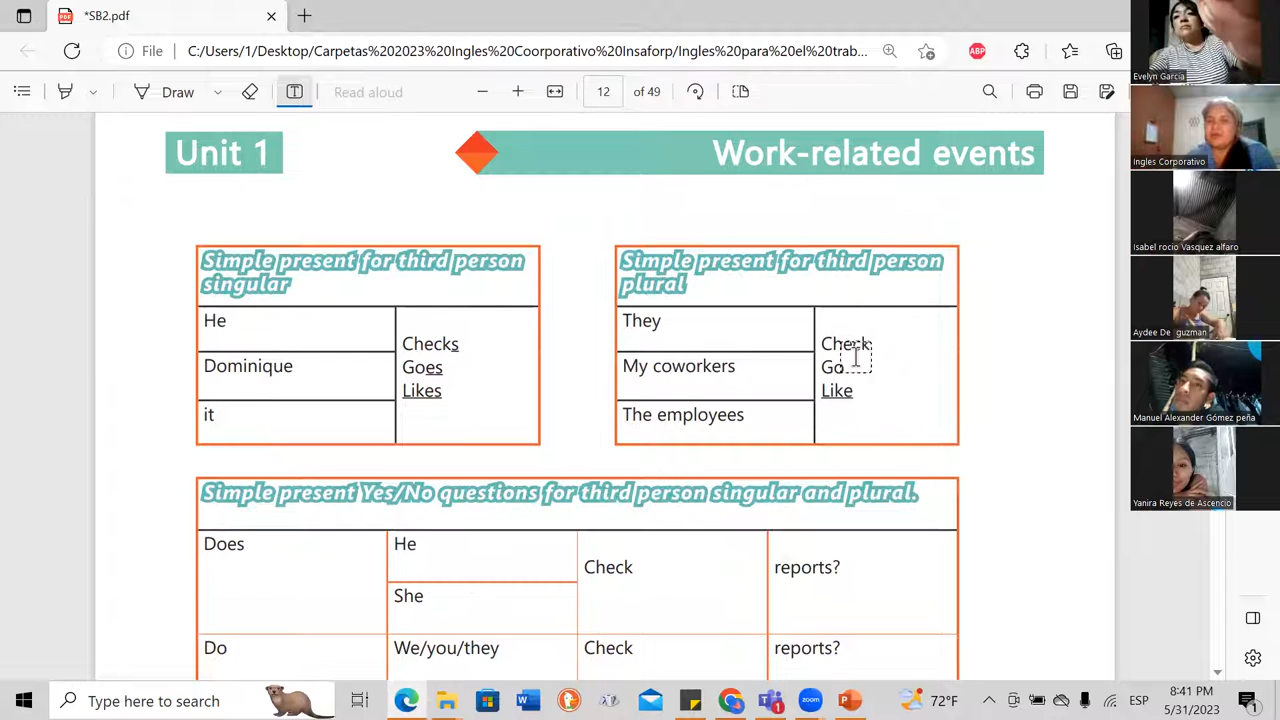 *SB2.pdf
File
C:/Users/1/Desktop/Carpetas%202023%20Ingles%20Coorporativo%20Insaforp/Ingles%20para%20el%20trab...
ABP
Draw
Read aloud
12
of 49
Unit 1
Work-related events
Simple present for third person
singular
He
Dominique
it
Checks
Goes
Likes
Simple present for third person
plural
They
My coworkers
The employees
Check
Go
Like
Simple present Yes/No questions for third person singular and plural.
Does
He
She
Check
reports?
Do
We/you/they
Check
reports?
Evelyn García
Ingles Corporativo
Isabel rocio Vasquez alfaro
Aydee De guzman
Manuel Alexander Gómez peña
Yanira Reyes de Ascencio
Type here to search
zoom
1
72°F
ESP
8:41 PM
5/31/2023
1